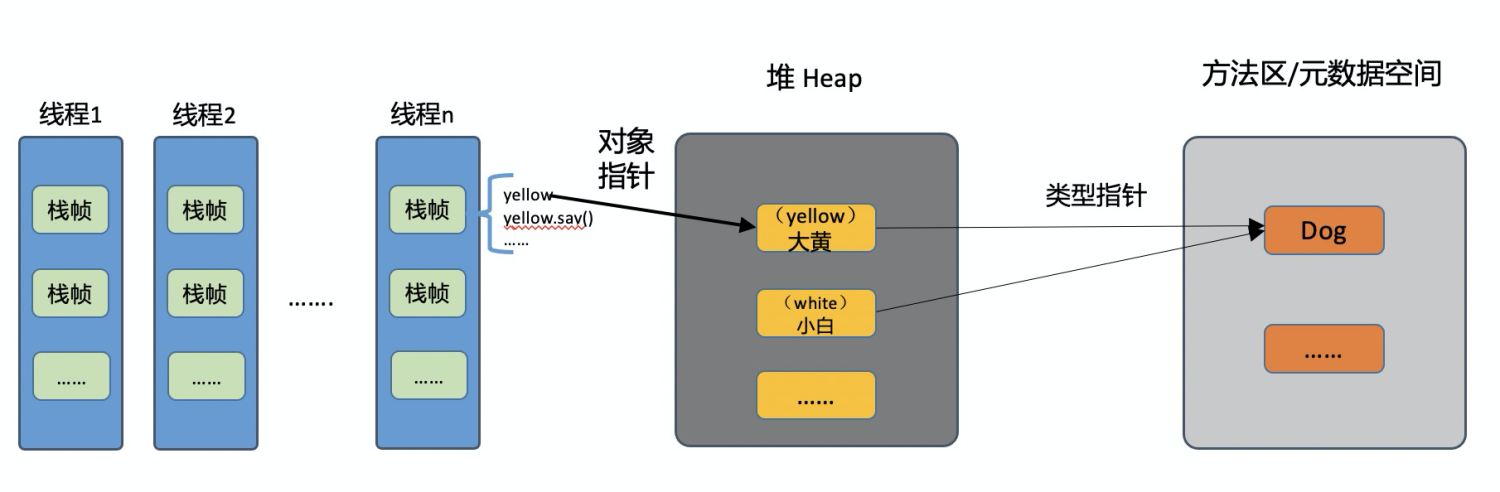 堆 Heap
方法区/元数据空间
线程1
线程2
线程n
对象
指针
栈帧
栈帧
……
栈帧
栈帧
……
…….
栈帧
栈帧
……
yellow
yellow.say()
……
（yellow）
大黄
（white）
小白
……
类型指针
Dog
……